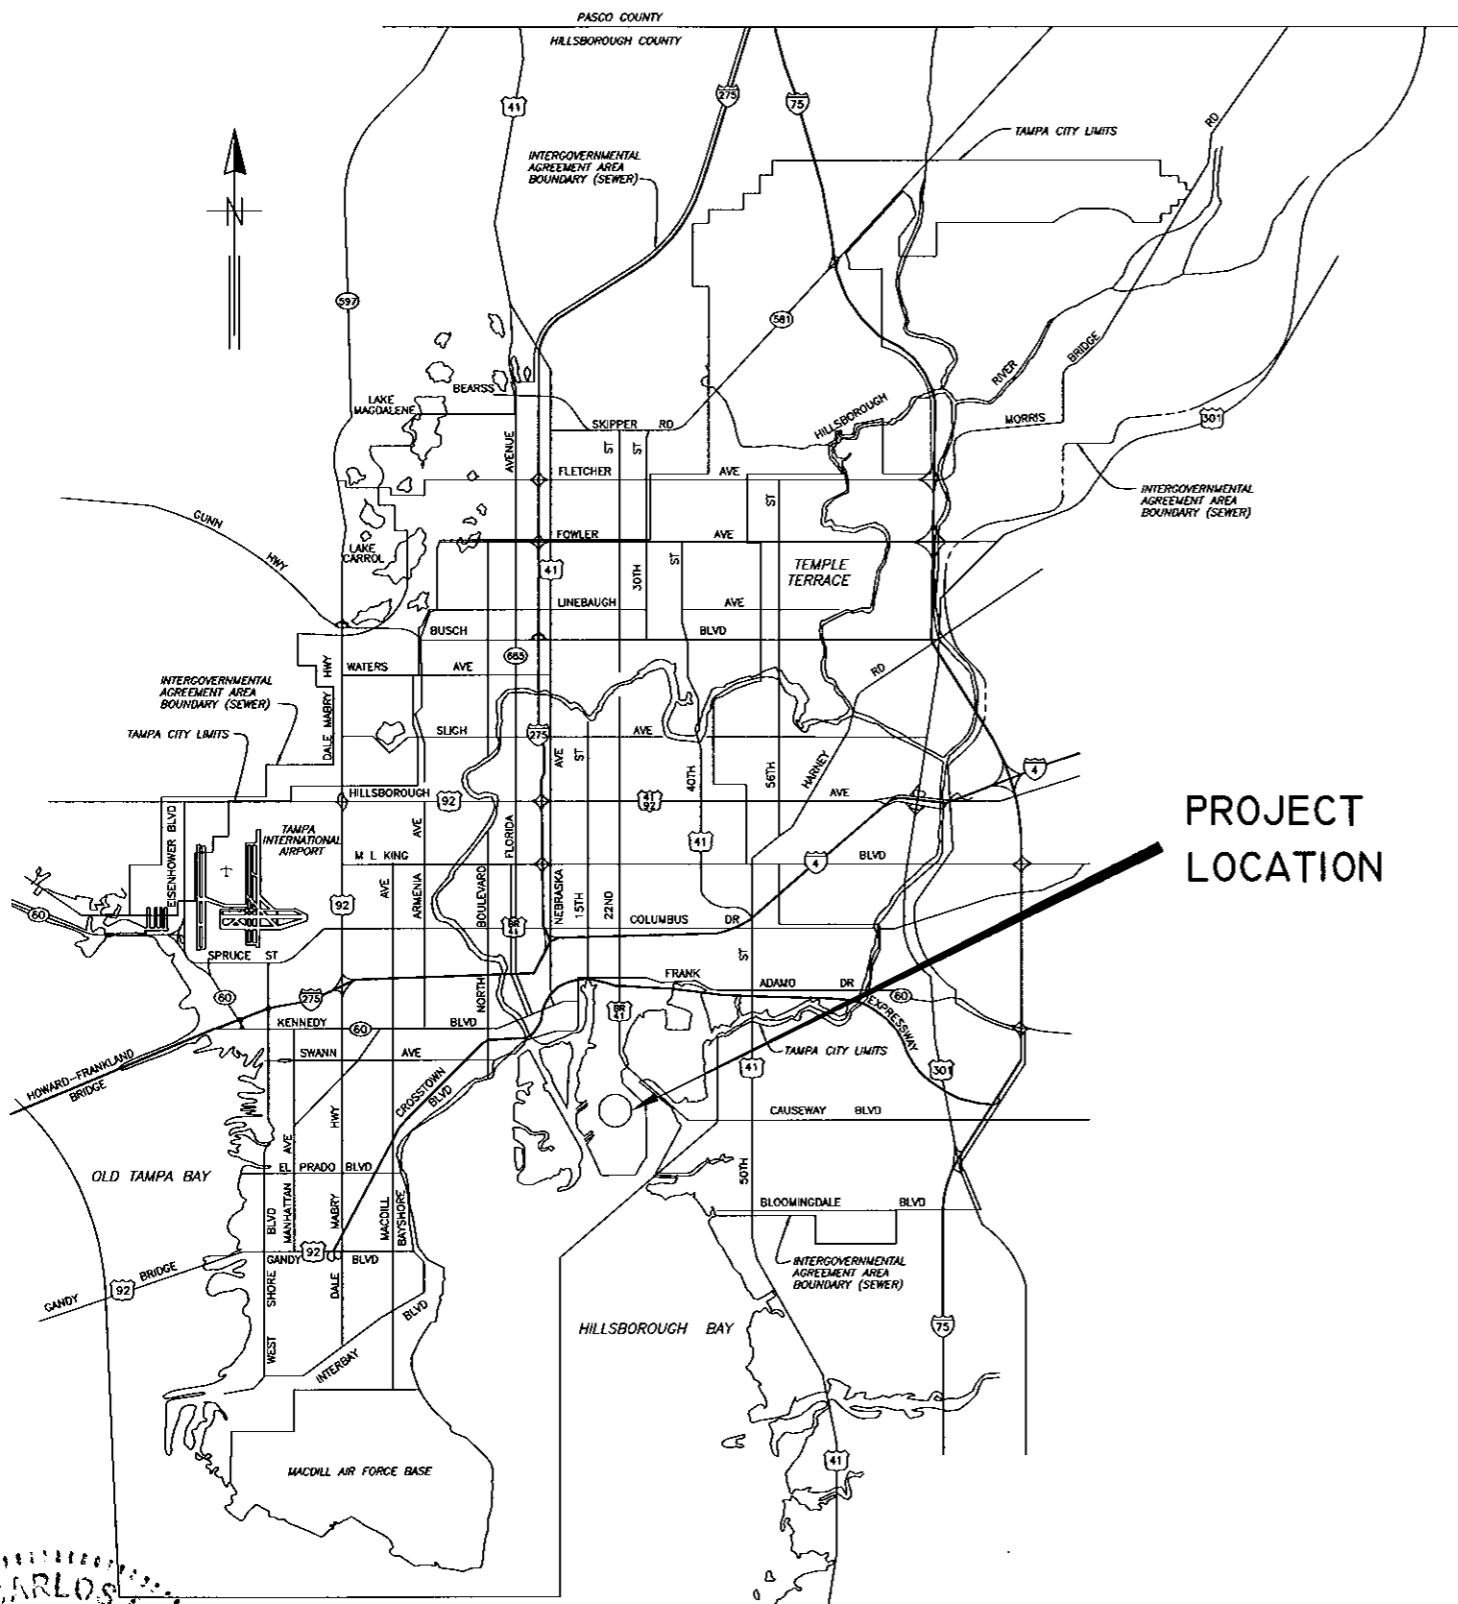 PASCO COUNTY
HILLSBOROUGH COUNTY
41
275
75
TAMPA CITY LIMITS
RD
INTERGOVERNMENTAL
AGREEMENT AREA
BOUNDARY (SEWER)
N
597
581
BRIDGE
RIVER
BEARSS
LAKE
MAGDALENE
HILLSBOROUGH
MORRIS
301
SKIPPER RD
AVENUE
ST
ST
FLETCHER AVE
INTERGOVERNMENTAL
AGREEMENT AREA
BOUNDARY (SEWER)
ST
GUNN
HWY
LAKE
CARROL
FOWLER AVE
41
30TH
ST
TEMPLE
TERRACE
LINEBAUGH AVE
BUSCH BLVD
685
WATERS AVE
RD
INTERGOVERNMENTAL
AGREEMENT AREA
BOUNDARY (SEWER)
DALE MABRY HWY
TAMPA CITY LIMITS
SLIGH AVE
275
AVE
ST
40TH
56TH
HARNEY
4
HILLSBOROUGH
92
41
92
AVE
PROJECT
LOCATION
EISENHOWER BLVD
TAMPA
INTERNATIONAL
AIRPORT
AVE
FLORIDA
M L KING
41
4
BLVD
60
92
AVE
ARMENIA
BOULEVARD
NEBRASKA
15TH
22ND
BR
41
COLUMBUS DR
SPRUCE ST
ST
60
275
NORTH
FRANK
ADAMO DR
60
BR
41
KENNEDY
60
BLVD
EXPRESSWAY
SWANN AVE
TAMPA CITY LIMITS
HOWARD-FRANKLAND
BRIDGE
CROSSTOWN
BLVD
41
301
HWY
CAUSEWAY BLVD
AVE
OLD TAMPA BAY
EL PRADO BLVD
50TH
BLVD
MANHATTAN
MABRY
MACDILL
BAYSHORE
BLOOMINGDALE BLVD
92
GANDY BLVD
INTERGOVERNMENTAL
AGREEMENT AREA
BOUNDARY (SEWER)
GANDY
92
BRIDGE
SHORE
DALE
BLVD
HILLSBOROUGH BAY
75
WEST
INTERBAY
41
MACDILL AIR FORCE BASE
CARLOS